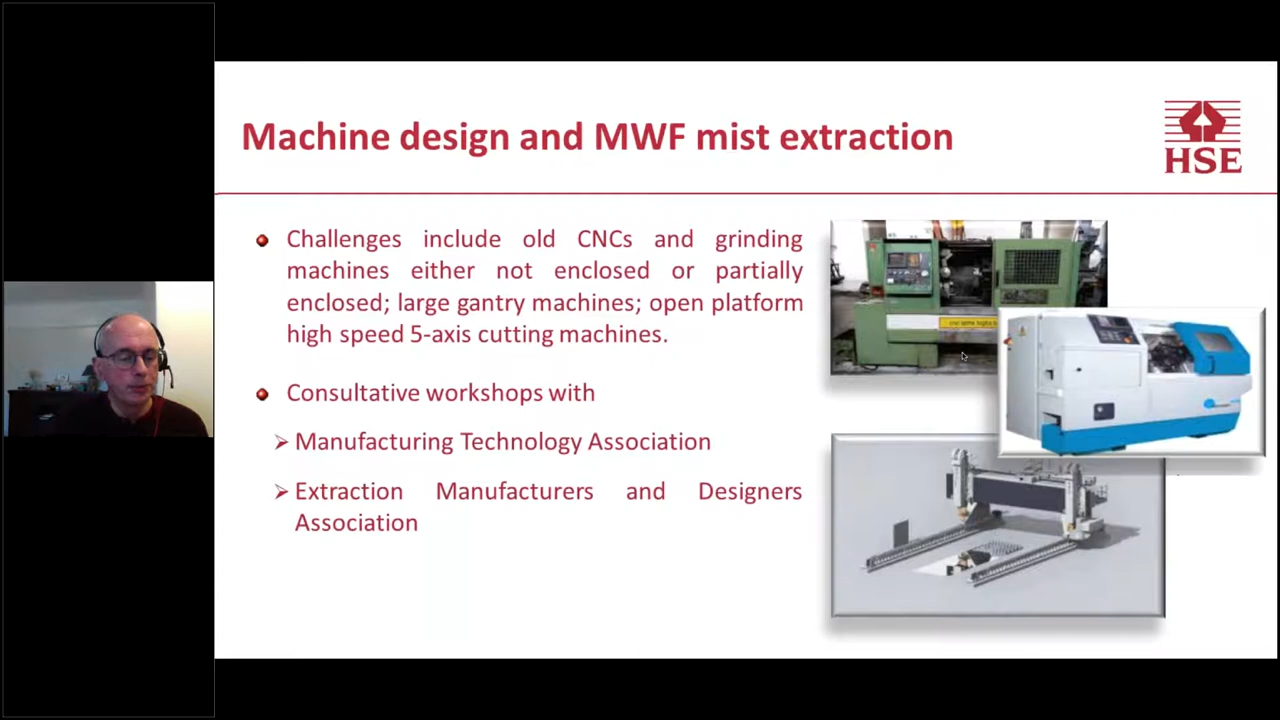 Machine design and MWF mist extraction
HSE
Challenges include old CNCs and grinding
machines either not enclosed or partially
enclosed; large gantry machines; open platform
high speed 5-axis cutting machines.
Consultative workshops with
Manufacturing Technology Association
Extraction Manufacturers and Designers
Association